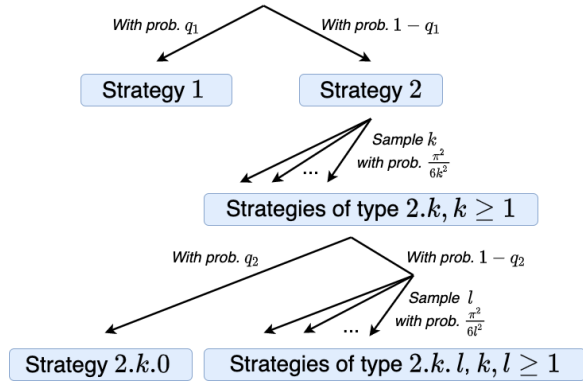 With prob. q₁
With prob. 1 − q₁
Strategy 1
Strategy 2
Sample k
with prob. π²/6k²
...
Strategies of type 2.k, k ≥ 1
With prob. q₂
With prob. 1 − q₂
Sample l
with prob. π²/6l²
...
Strategy 2.k.0
Strategies of type 2.k. l, k, l ≥ 1